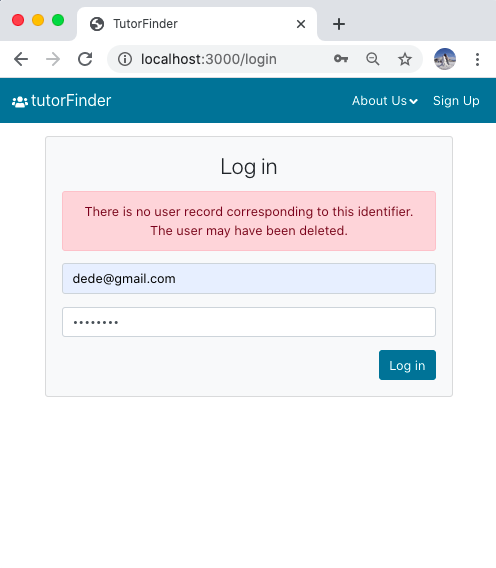 TutorFinder
localhost:3000/login
tutorFinder
About Us
Sign Up
Log in
There is no user record corresponding to this identifier.
The user may have been deleted.
dede@gmail.com
••••••••
Log in